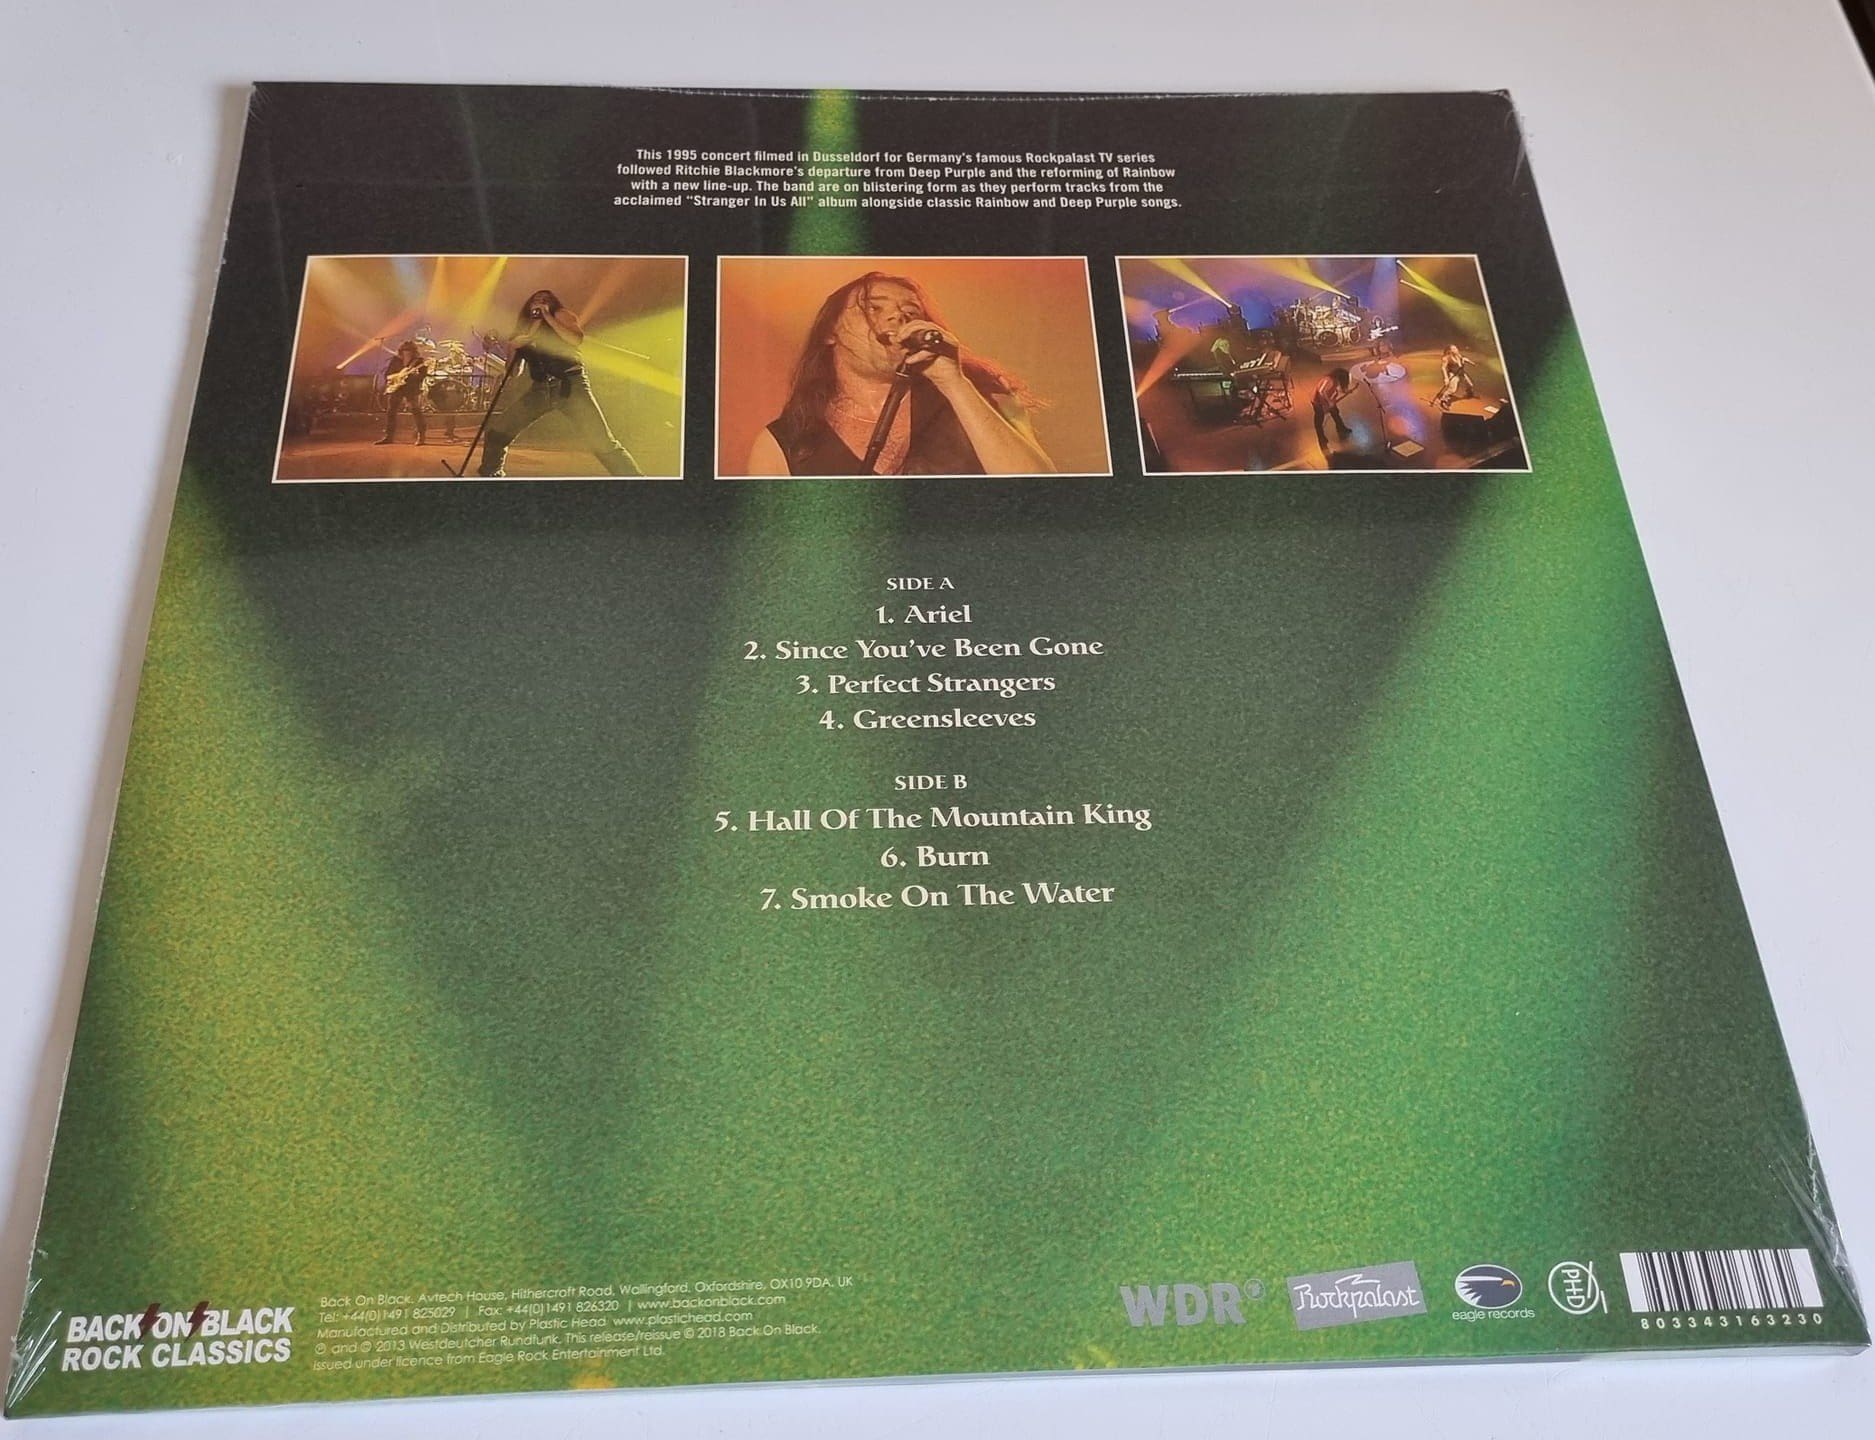 This 1995 concert filmed in Dusseldorf for Germany's famous Rockpalast TV series
followed Ritchie Blackmore's departure from Deep Purple and the reforming of Rainbow
with a new line-up. The band are on blistering form as they perform tracks from the
acclaimed "Stranger In Us All" album alongside classic Rainbow and Deep Purple songs.
SIDE A
1. Ariel
2. Since You've Been Gone
3. Perfect Strangers
4. Greensleeves
SIDE B
5. Hall Of The Mountain King
6. Burn
7. Smoke On The Water
BACK ON BLACK
ROCK CLASSICS
Back On Black, Avtech House, Hithercroft Road, Wallingford, Oxfordshire, OX10 9DA, UK
Tel: +44(0)1491 825029 | Fax: +44(0)1491 826320 | www.backonblack.com
Manufactured and Distributed by Plastic Head www.plastichead.com
℗ and © 2013 Westdeutcher Rundfunk. This release/reissue © 2018 Back On Black.
Issued under licence from Eagle Rock Entertainment Ltd.
WDR
Rockpalast
eagle records
PHD
803343163230